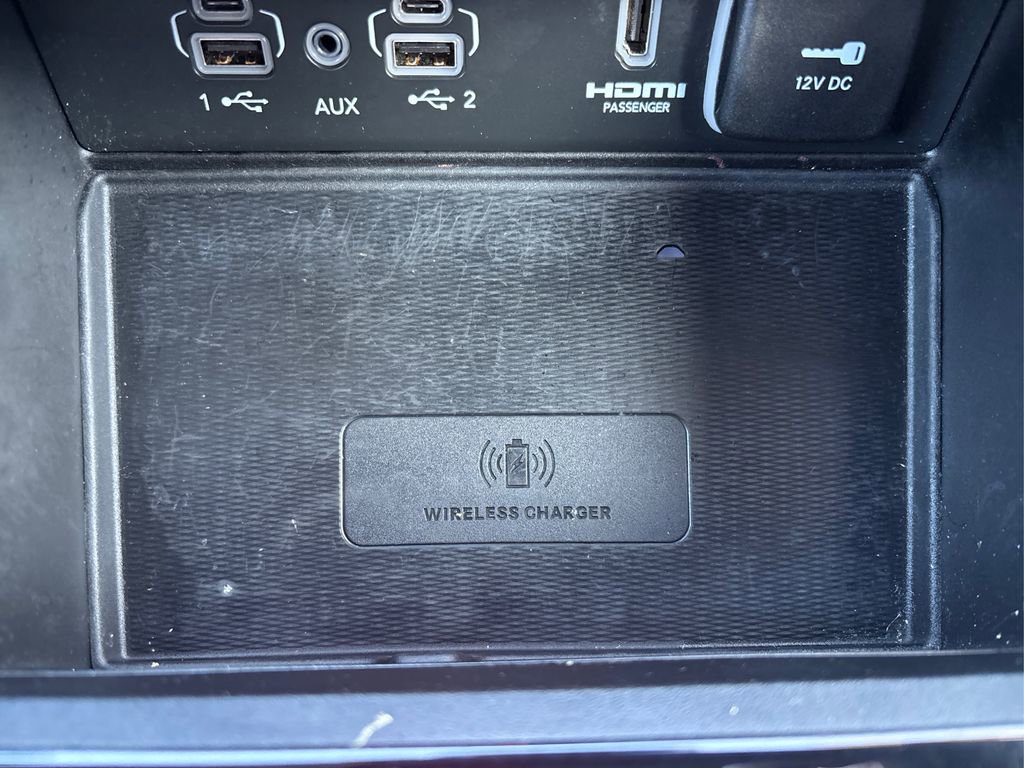 1
AUX
2
HDMI
PASSENGER
12V DC
WIRELESS CHARGER